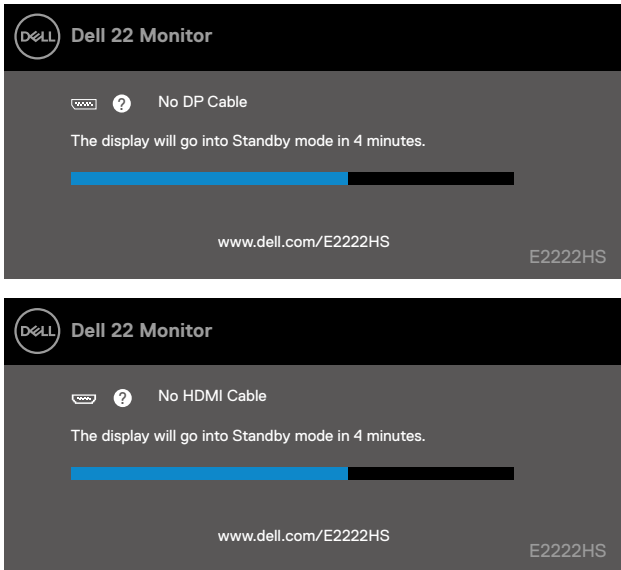 DELL Dell 22 Monitor
? No DP Cable
The display will go into Standby mode in 4 minutes.
www.dell.com/E2222HS
E2222HS
DELL Dell 22 Monitor
? No HDMI Cable
The display will go into Standby mode in 4 minutes.
www.dell.com/E2222HS
E2222HS